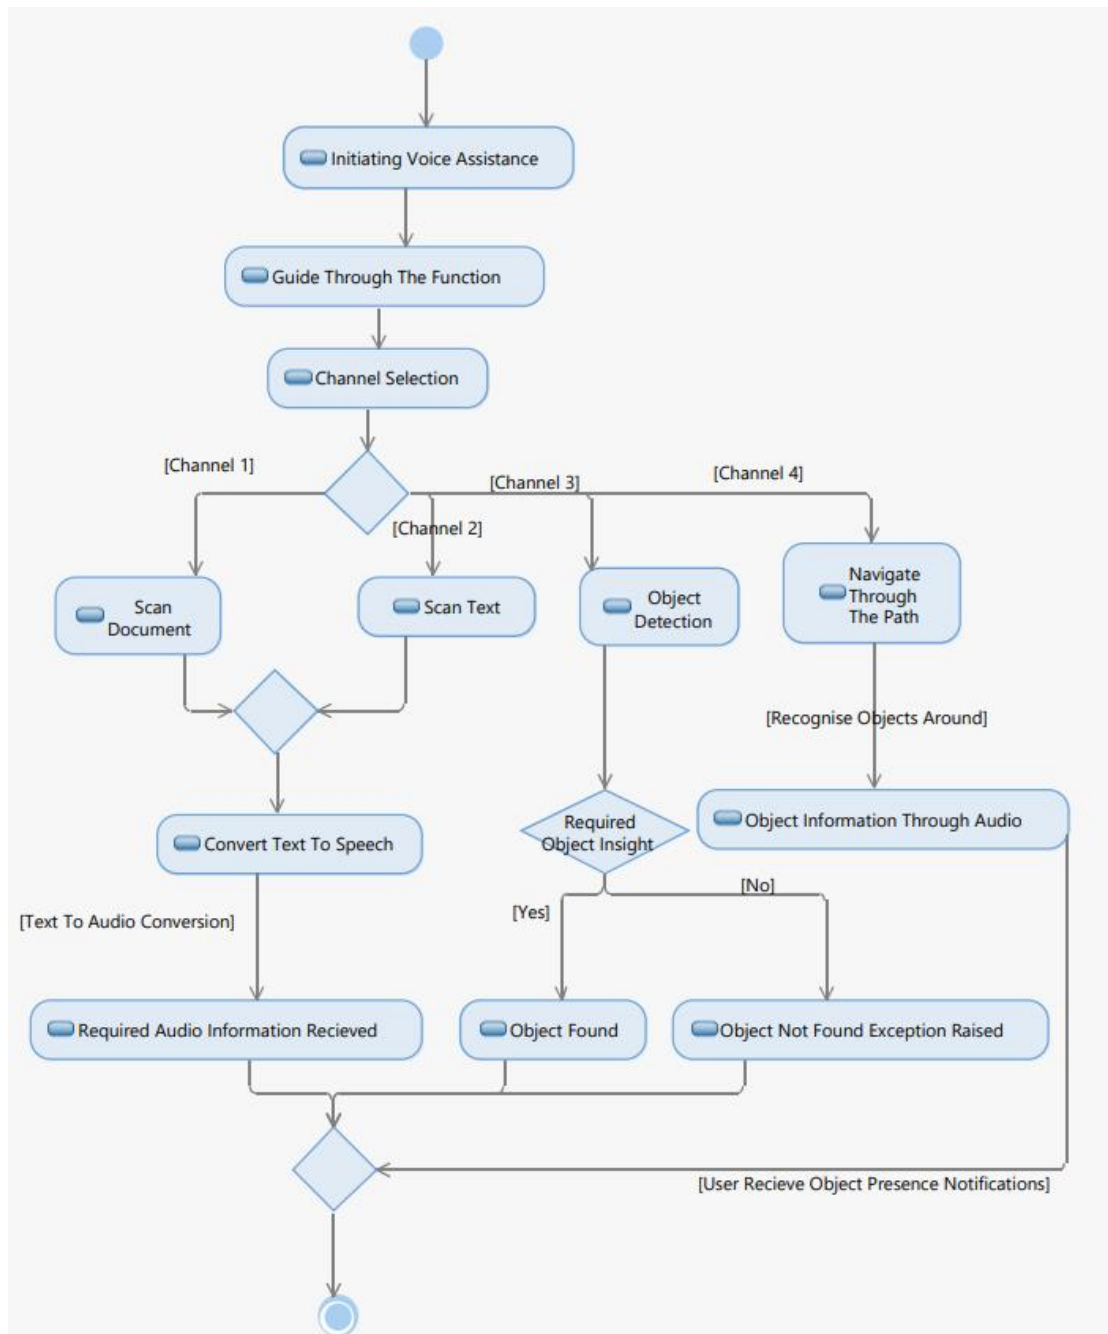 Initiating Voice Assistance
Guide Through The Function
Channel Selection
[Channel 1]
[Channel 3]
[Channel 4]
[Channel 2]
Scan
Document
Scan Text
Object
Detection
Navigate
Through
The Path
[Recognise Objects Around]
Required
Object Insight
Object Information Through Audio
Convert Text To Speech
[Yes]
[No]
[Text To Audio Conversion]
Required Audio Information Recieved
Object Found
Object Not Found Exception Raised
[User Recieve Object Presence Notifications]